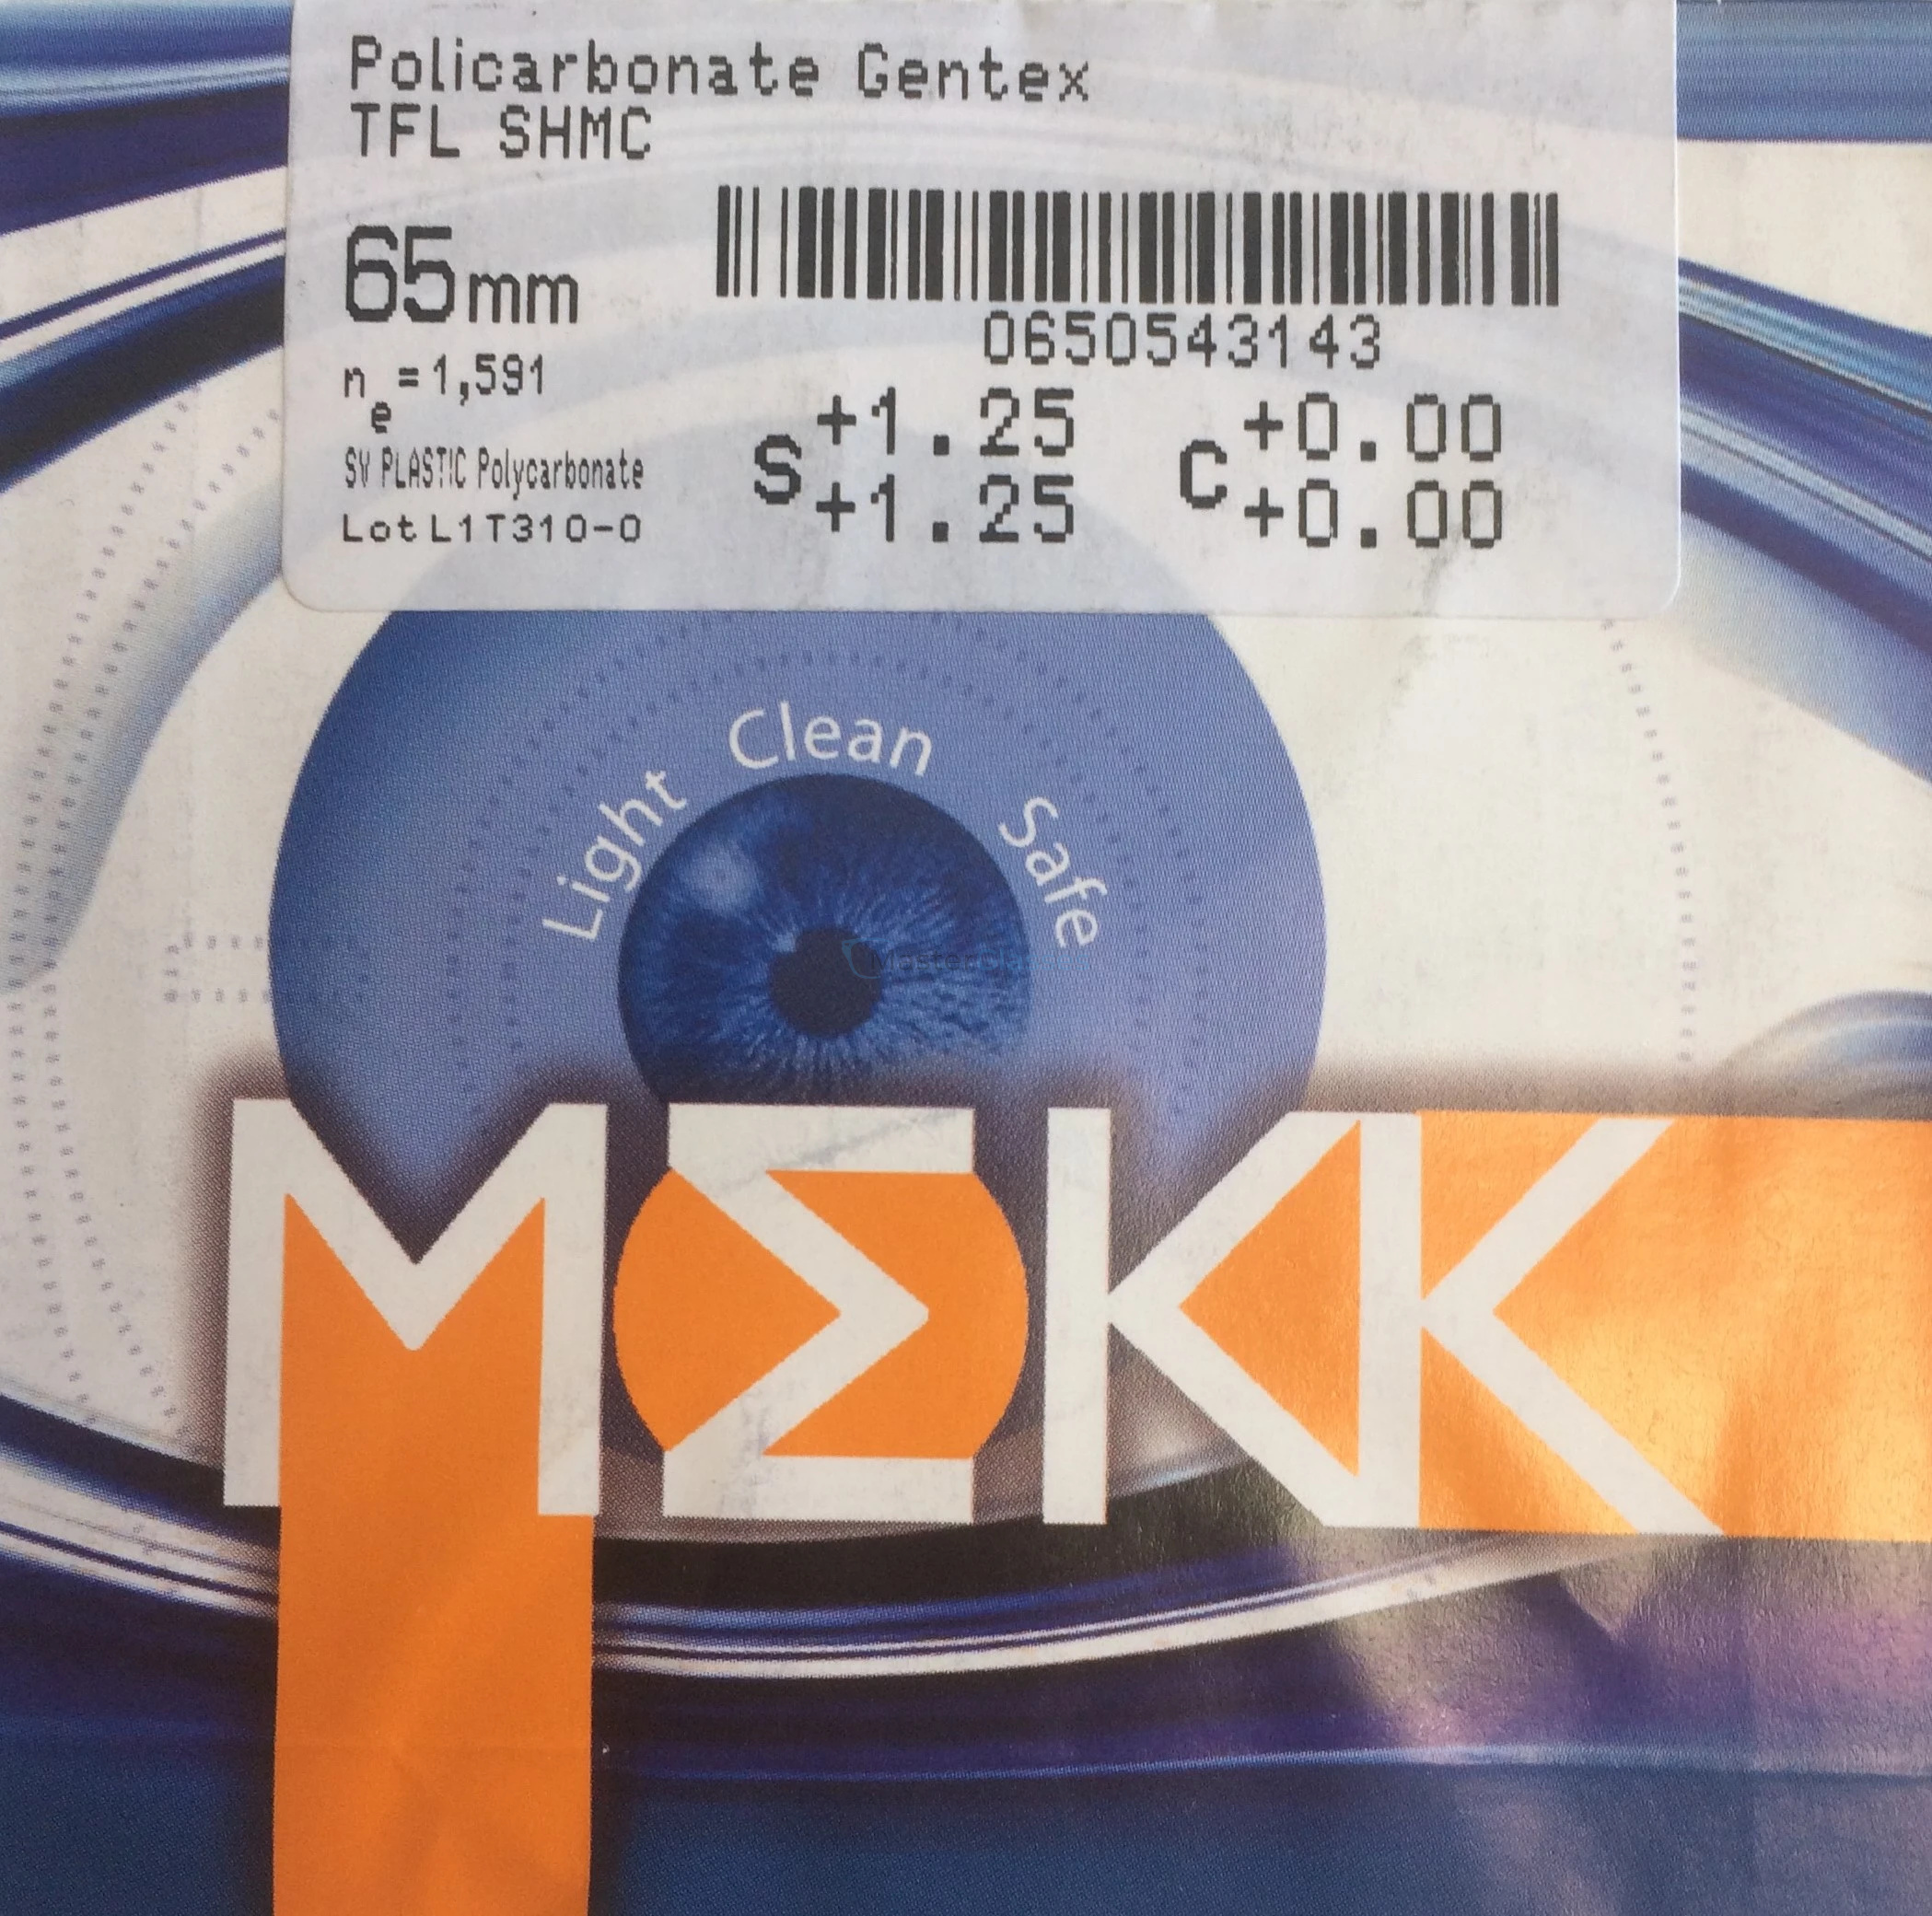 Policarbonate Gentex
TFL SHMC
65mm
0650543143
ne=1,591
S +1.25 C +0.00
+1.25 +0.00
SV PLASTIC Polycarbonate
Lot L1T310-0
Light Clean Safe
MΣKK